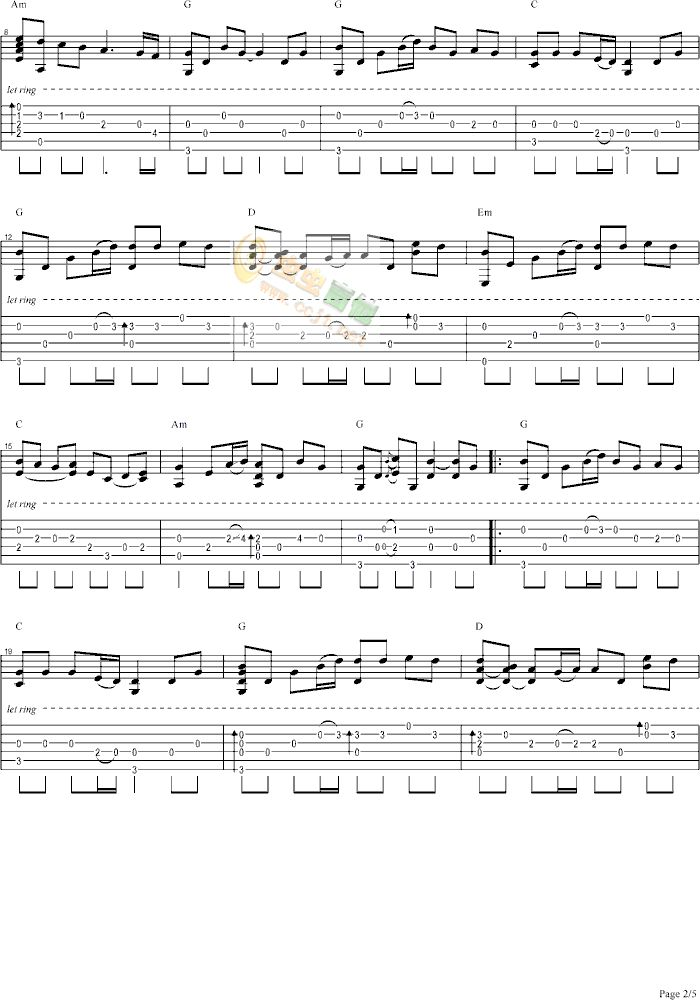 Am G G C
8
let ring
0 3 1 0 0 0 0 0 3 0
1 2 0 0 0 0 0 0 0 0 2 0 0 0 0 0 0
2 4 0 0 2 0 0
2 0
3 3 3 3
G D Em
12
let ring
0 0 0
0 0 3 3 3 3 0 0 3 0 0 3 3 3 3
0 0 2 2 0 2 2 0 2 0 0
3 0
C Am G G
15
let ring
0 0 0 0 0 1 0 0 0 3 0
2 0 2 2 4 2 4 0 0 0 0 2 0
2 2 0 2 2 0 0 0 2 0 0
3 0 0
3 3 3
C G D
19
let ring
0 0 0 0 0 0 3 3 3 3 3 0 0 3
2 0 0 0 2 2 0 2 2 0
3
3 3
www.ccjt.net
Page 2/5